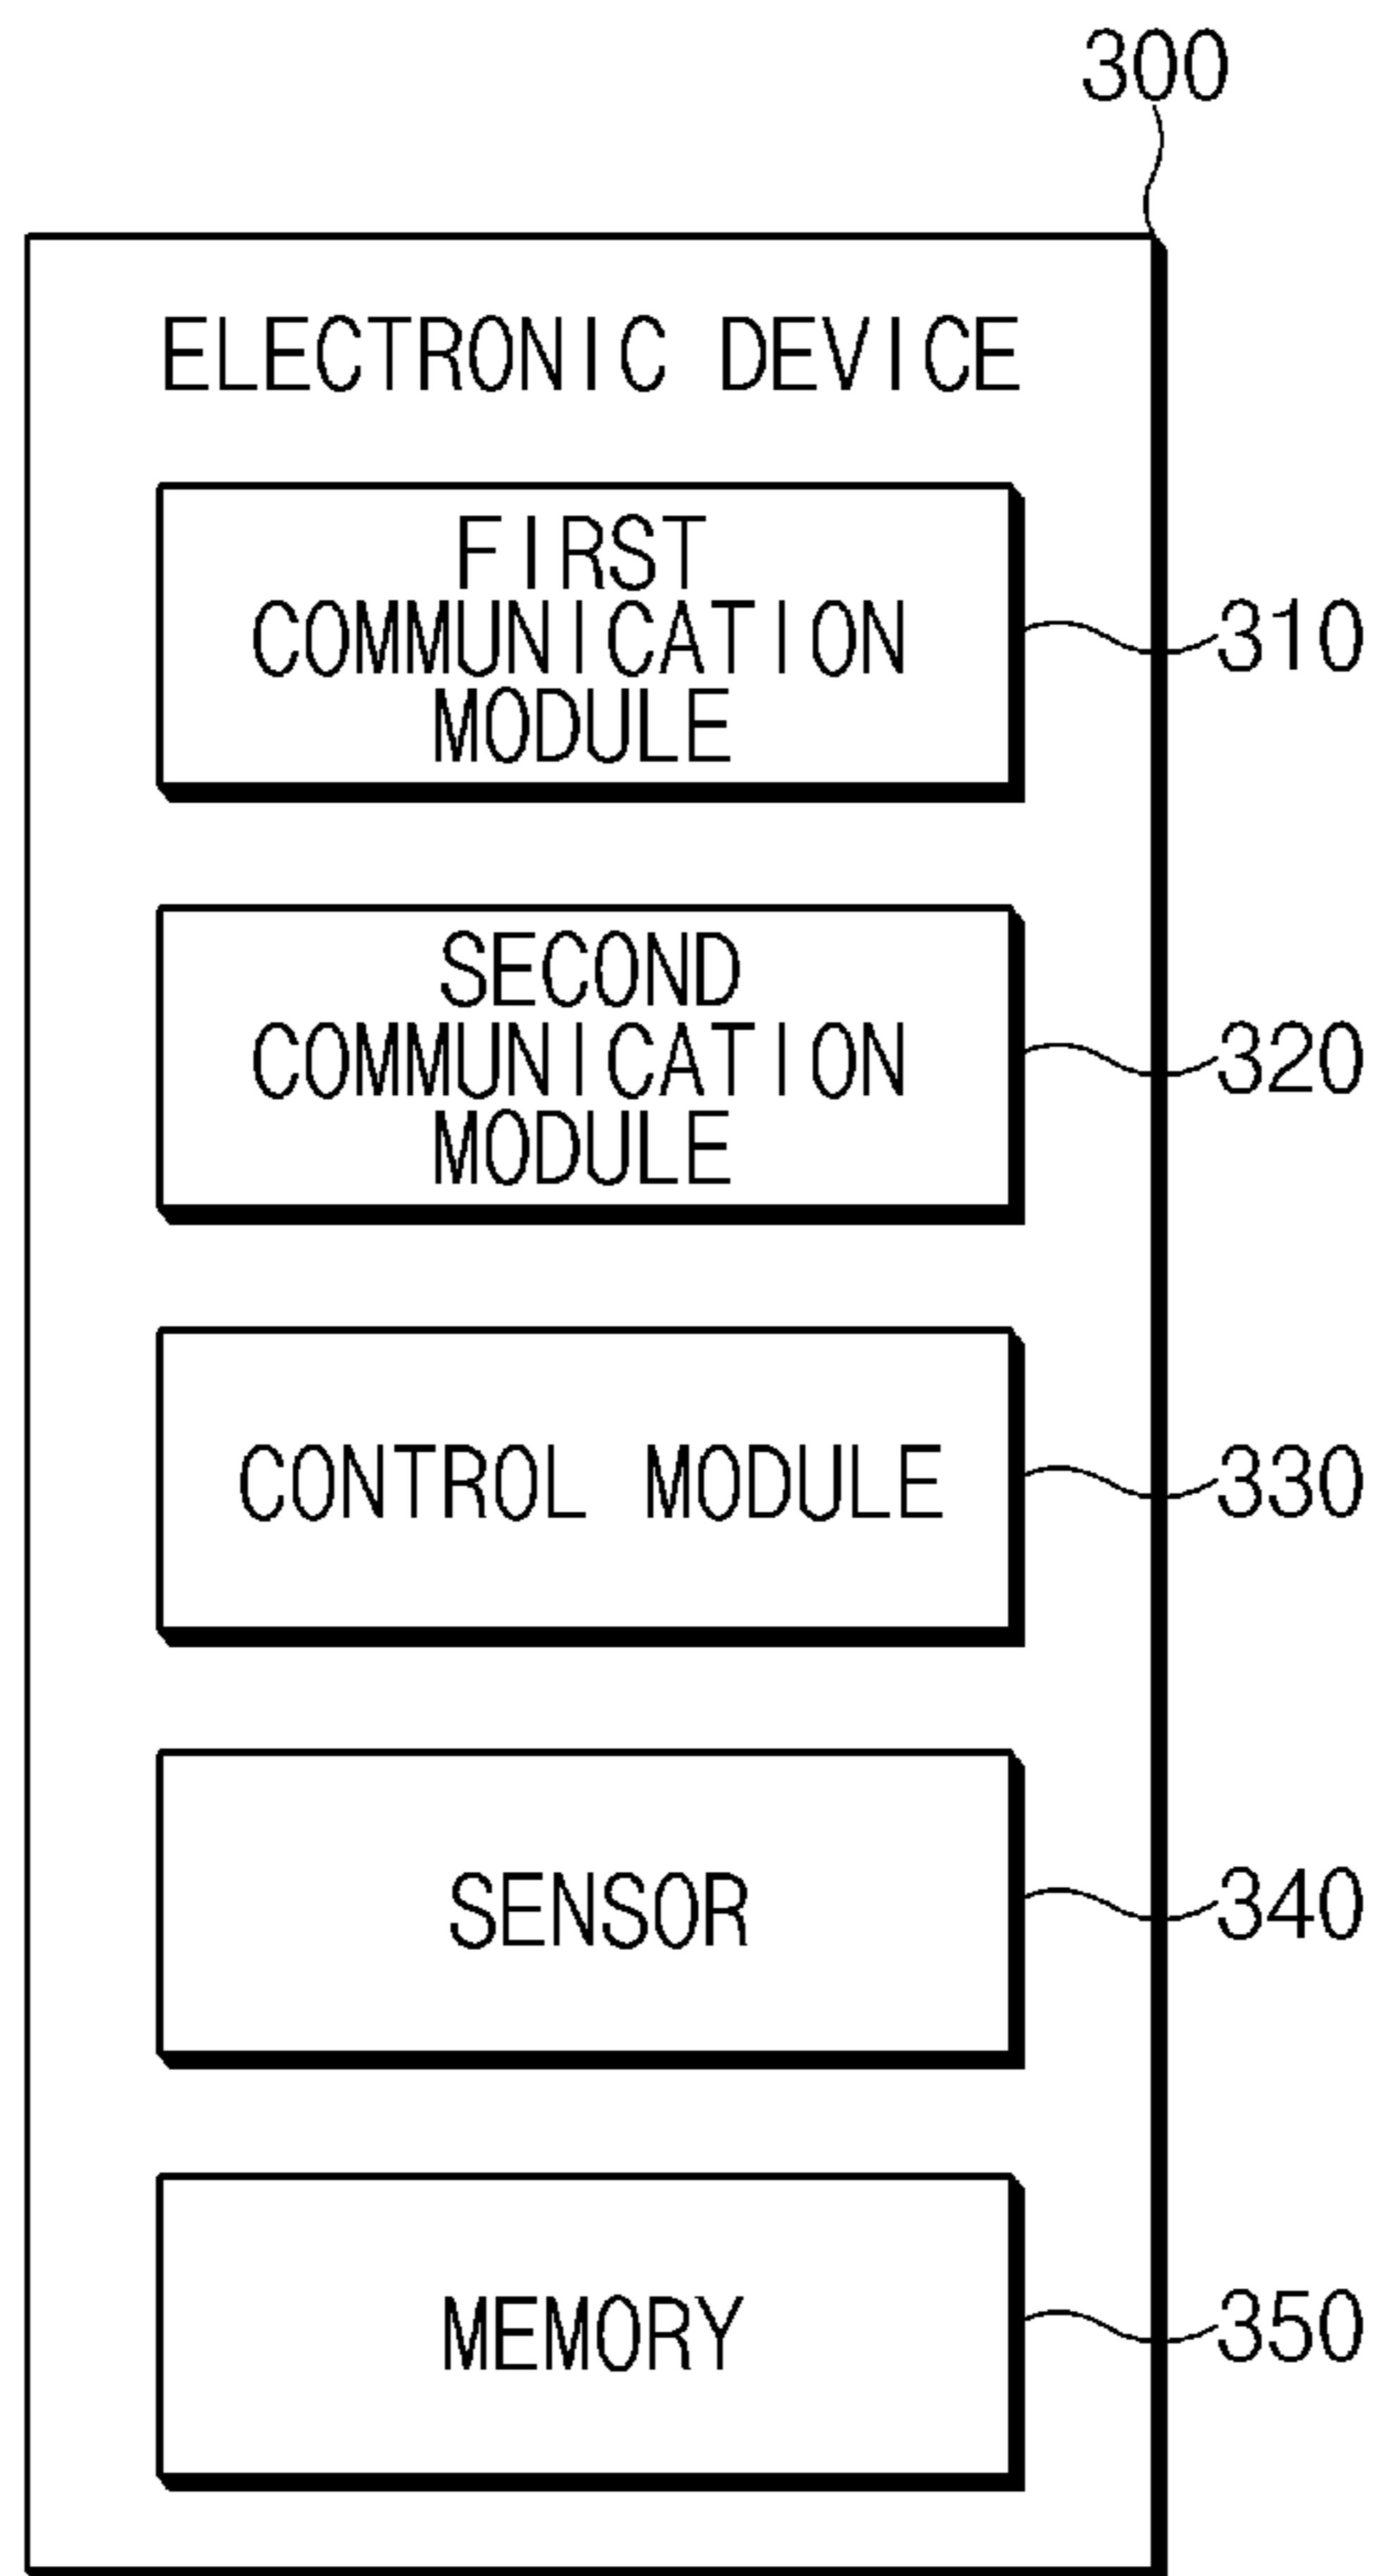 300
ELECTRONIC DEVICE
FIRST
COMMUNICATION
MODULE
310
SECOND
COMMUNICATION
MODULE
320
CONTROL MODULE
330
SENSOR
340
MEMORY
350